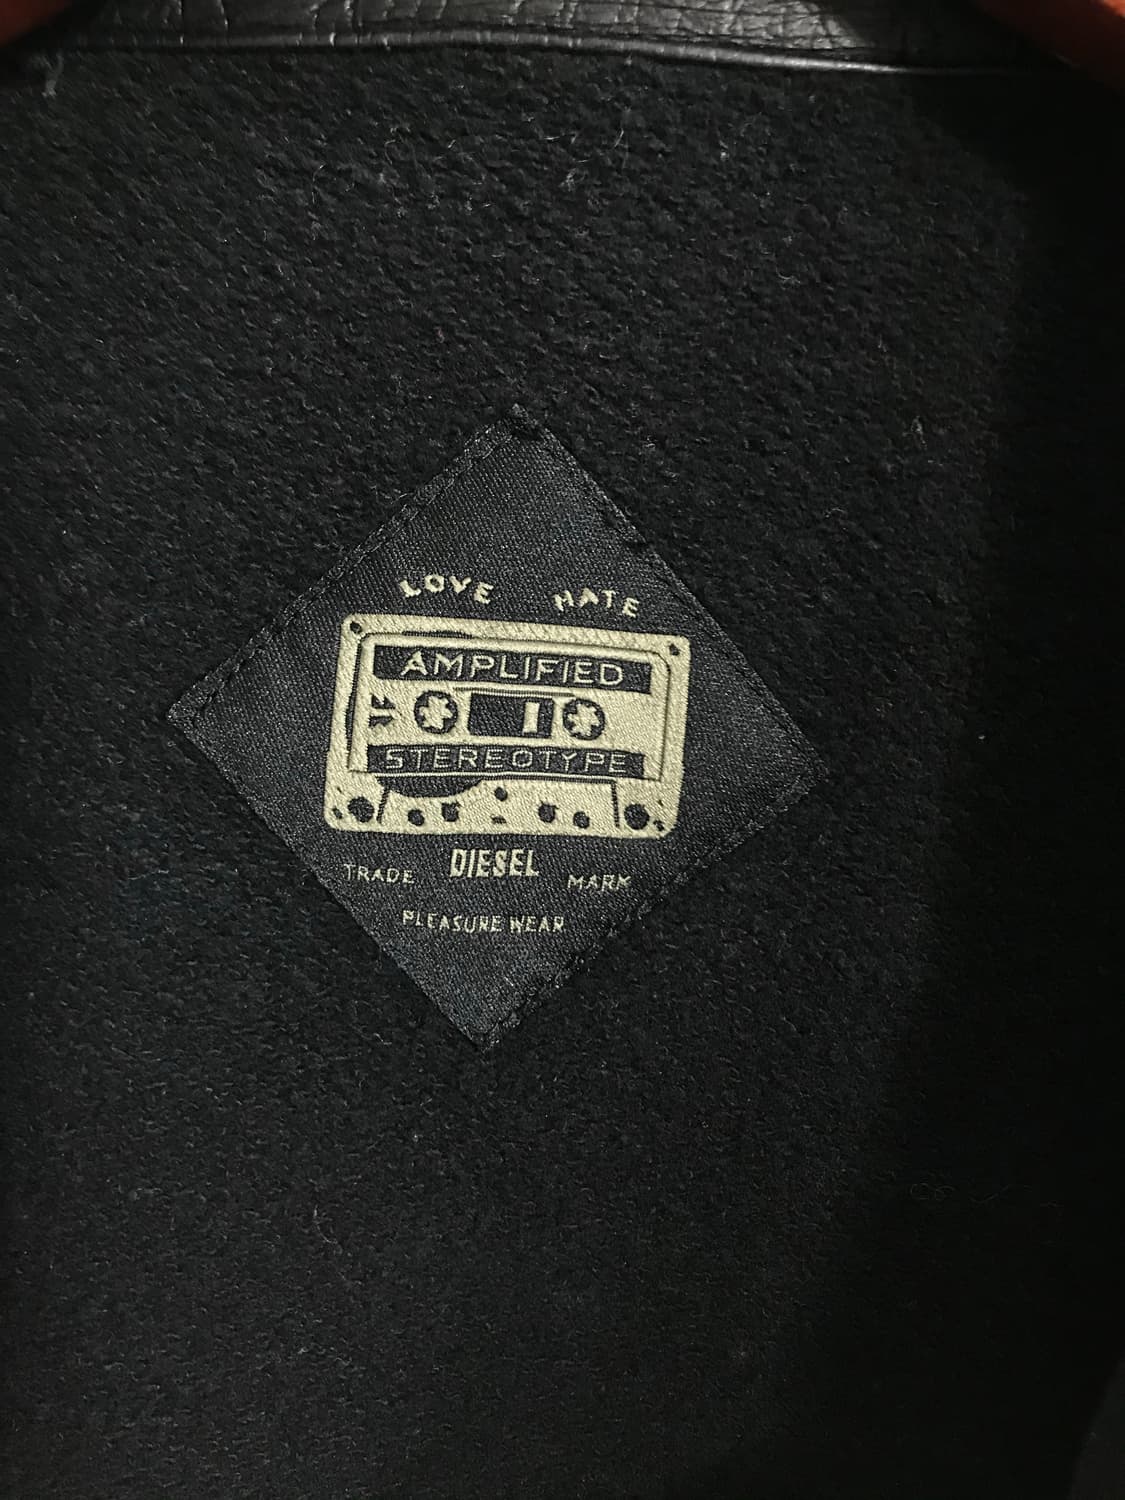 LOVE HATE
AMPLIFIED
STEREOTYPE
DIESEL
TRADE MARK
PLEASURE WEAR